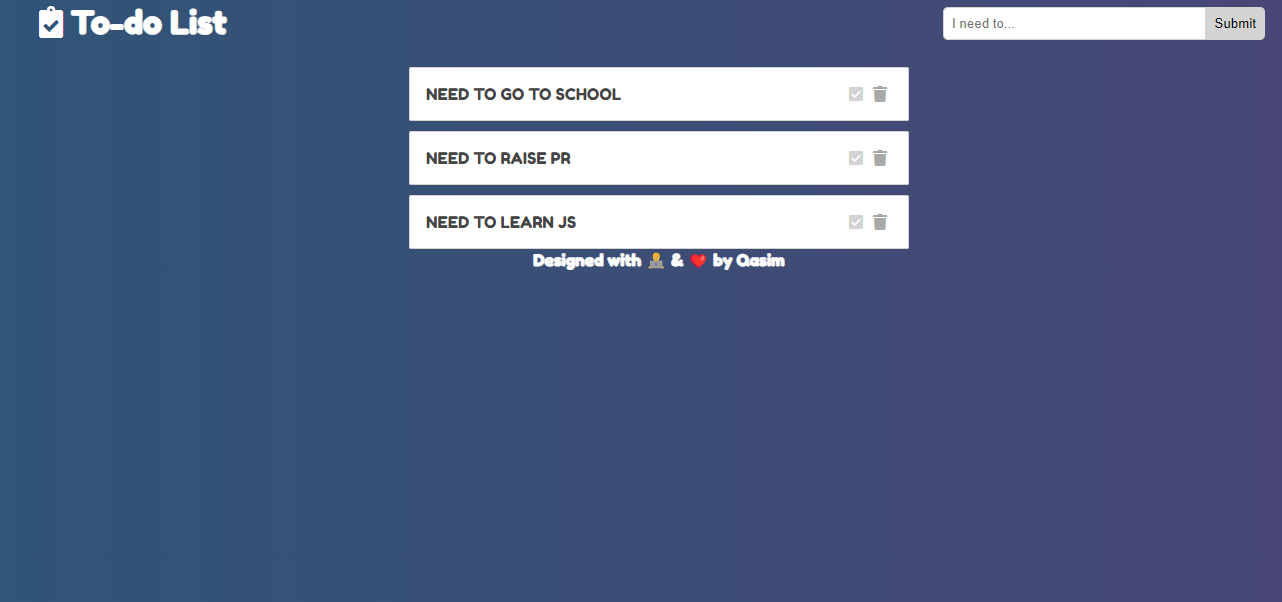 To-do List
I need to...
Submit
NEED TO GO TO SCHOOL
NEED TO RAISE PR
NEED TO LEARN JS
Designed with 👨‍💻 & ❤️ by Qasim